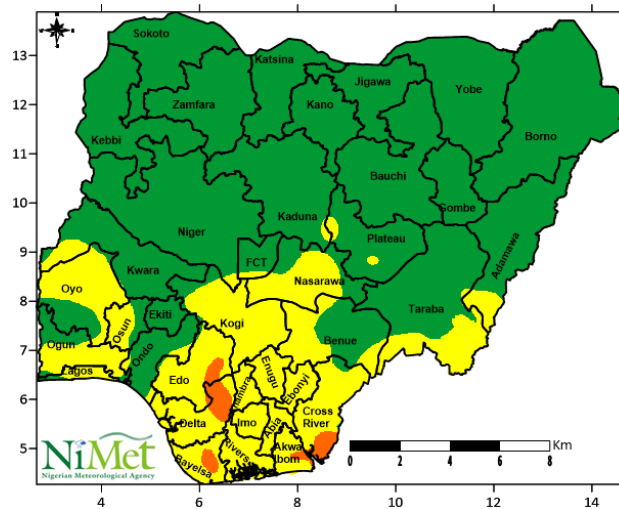 Sokoto
Katsina
13
Jigawa
Yobe
Zamfara
Kano
12
Kebbi
Borno
11
Bauchi
Gombe
10
Kaduna
Niger
Plateau
Adamawa
9
FCT
Kwara
Nasarawa
Oyo
8
Taraba
Ekiti
Kogi
Osun
Benue
Ogun
7
Ondo
Enugu
Lagos
Edo
Ebonyi
6
Anambra
Cross
River
Delta
Imo
Abia
NiMet
Nigerian Meteorological Agency
Rivers
Akwa
Ibom
Km
5
Bayelsa
0 2 4 6 8
4 6 8 10 12 14